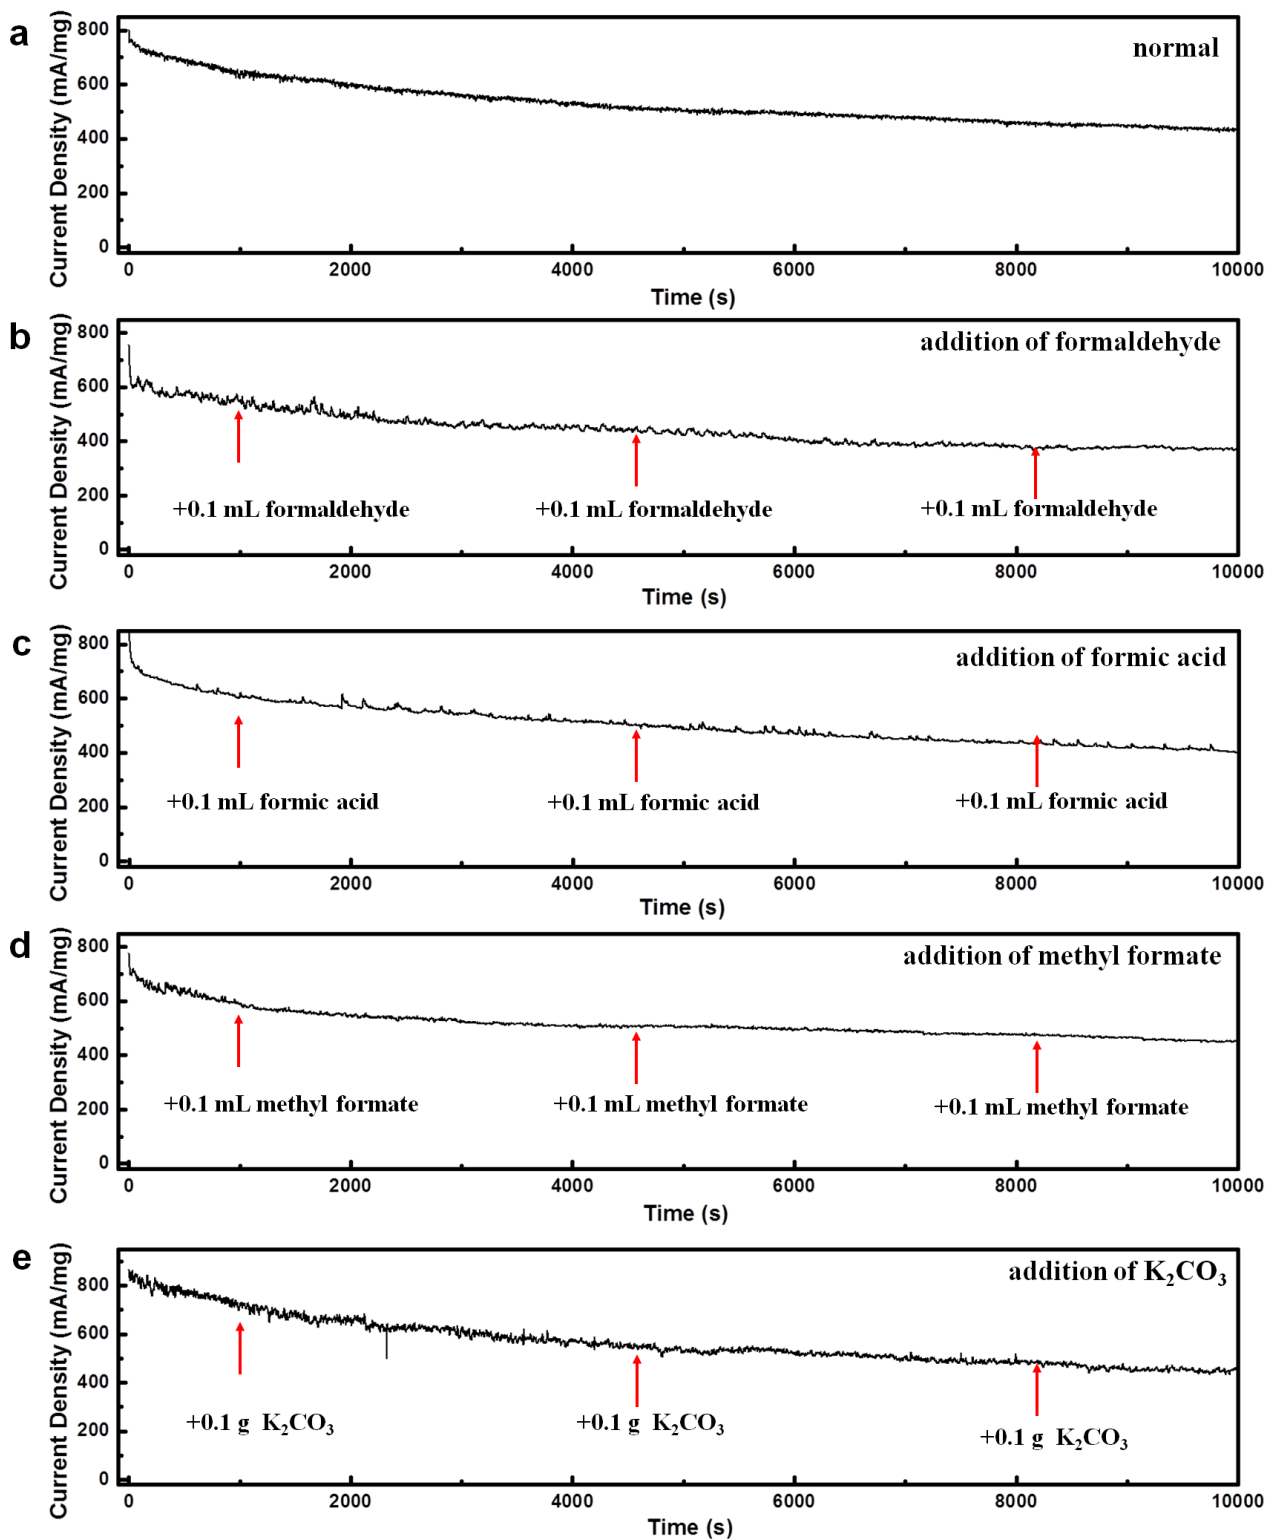 a
normal
Current Density (mA/mg)
800
600
400
200
0
0 2000 4000 6000 8000 10000
Time (s)
b
addition of formaldehyde
Current Density (mA/mg)
800
600
400
200
0
+0.1 mL formaldehyde +0.1 mL formaldehyde +0.1 mL formaldehyde
0 2000 4000 6000 8000 10000
Time (s)
c
addition of formic acid
Current Density (mA/mg)
800
600
400
200
0
+0.1 mL formic acid +0.1 mL formic acid +0.1 mL formic acid
0 2000 4000 6000 8000 10000
Time (s)
d
addition of methyl formate
Current Density (mA/mg)
800
600
400
200
0
+0.1 mL methyl formate +0.1 mL methyl formate +0.1 mL methyl formate
0 2000 4000 6000 8000 10000
Time (s)
e
addition of K₂CO₃
Current Density (mA/mg)
800
600
400
200
0
+0.1 g K₂CO₃ +0.1 g K₂CO₃ +0.1 g K₂CO₃
0 2000 4000 6000 8000 10000
Time (s)